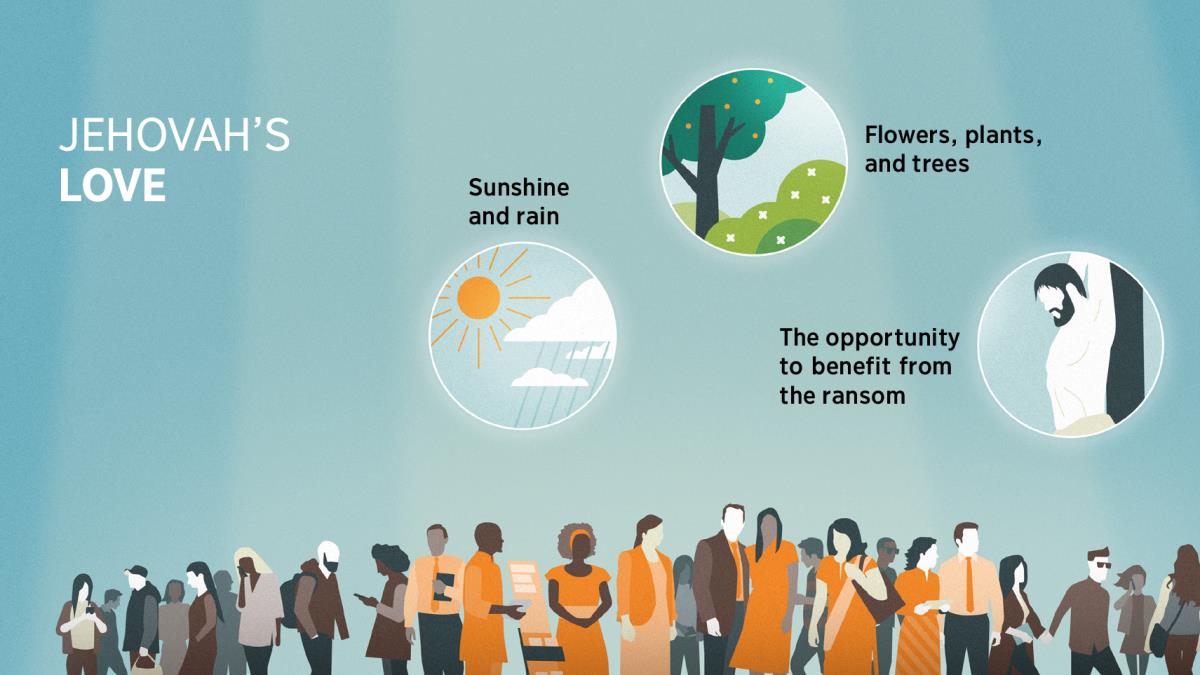 JEHOVAH’S
LOVE
Sunshine
and rain
Flowers, plants,
and trees
The opportunity
to benefit from
the ransom